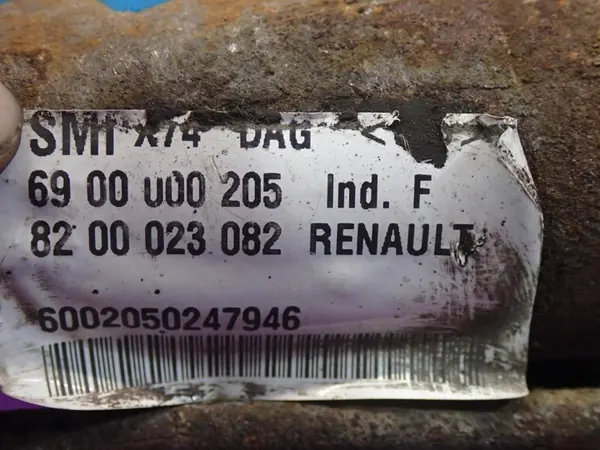 SMI X74 DAG < >
69 00 000 205 Ind. F
82 00 023 082 RENAULT
6002050247946